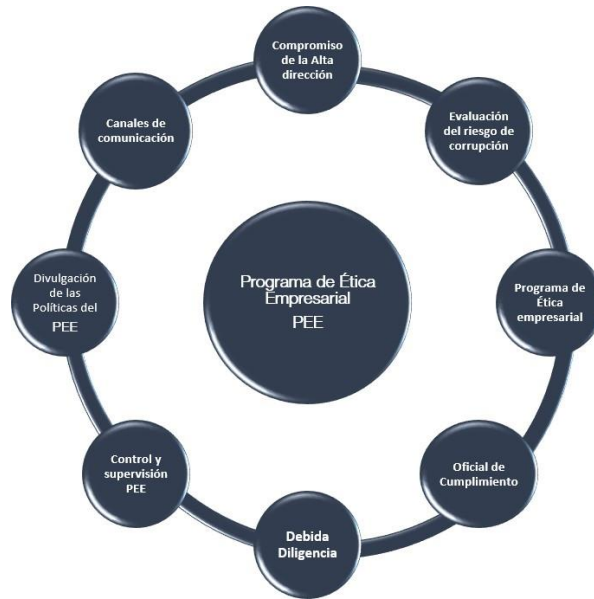 Compromiso
de la Alta
dirección
Evaluación
del riesgo de
corrupción
Programa de
Ética
empresarial
Oficial de
Cumplimiento
Debida
Diligencia
Control y
supervisión
PEE
Divulgación
de las
Políticas del
PEE
Canales de
comunicación
Programa de Ética
Empresarial
PEE